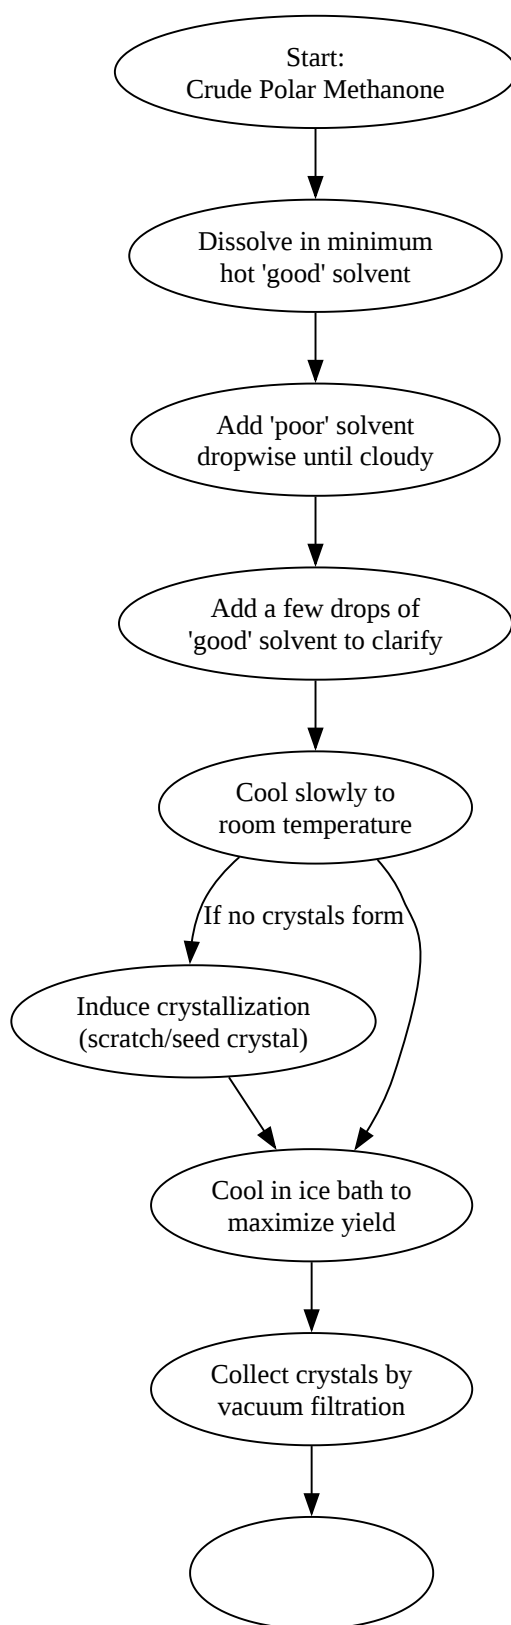 Start:
Crude Polar Methanone
Dissolve in minimum
hot 'good' solvent
Add 'poor' solvent
dropwise until cloudy
Add a few drops of
'good' solvent to clarify
Cool slowly to
room temperature
If no crystals form
Induce crystallization
(scratch/seed crystal)
Cool in ice bath to
maximize yield
Collect crystals by
vacuum filtration